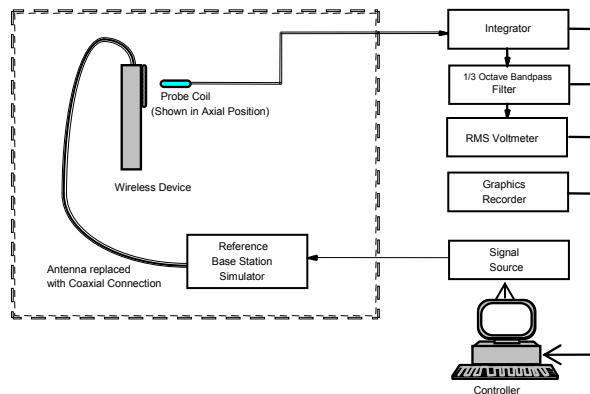 Integrator
1/3 Octave Bandpass
Filter
RMS Voltmeter
Graphics
Recorder
Probe Coil
(Shown in Axial Position)
Wireless Device
Reference
Base Station
Simulator
Antenna replaced
with Coaxial Connection
Signal
Source
Controller